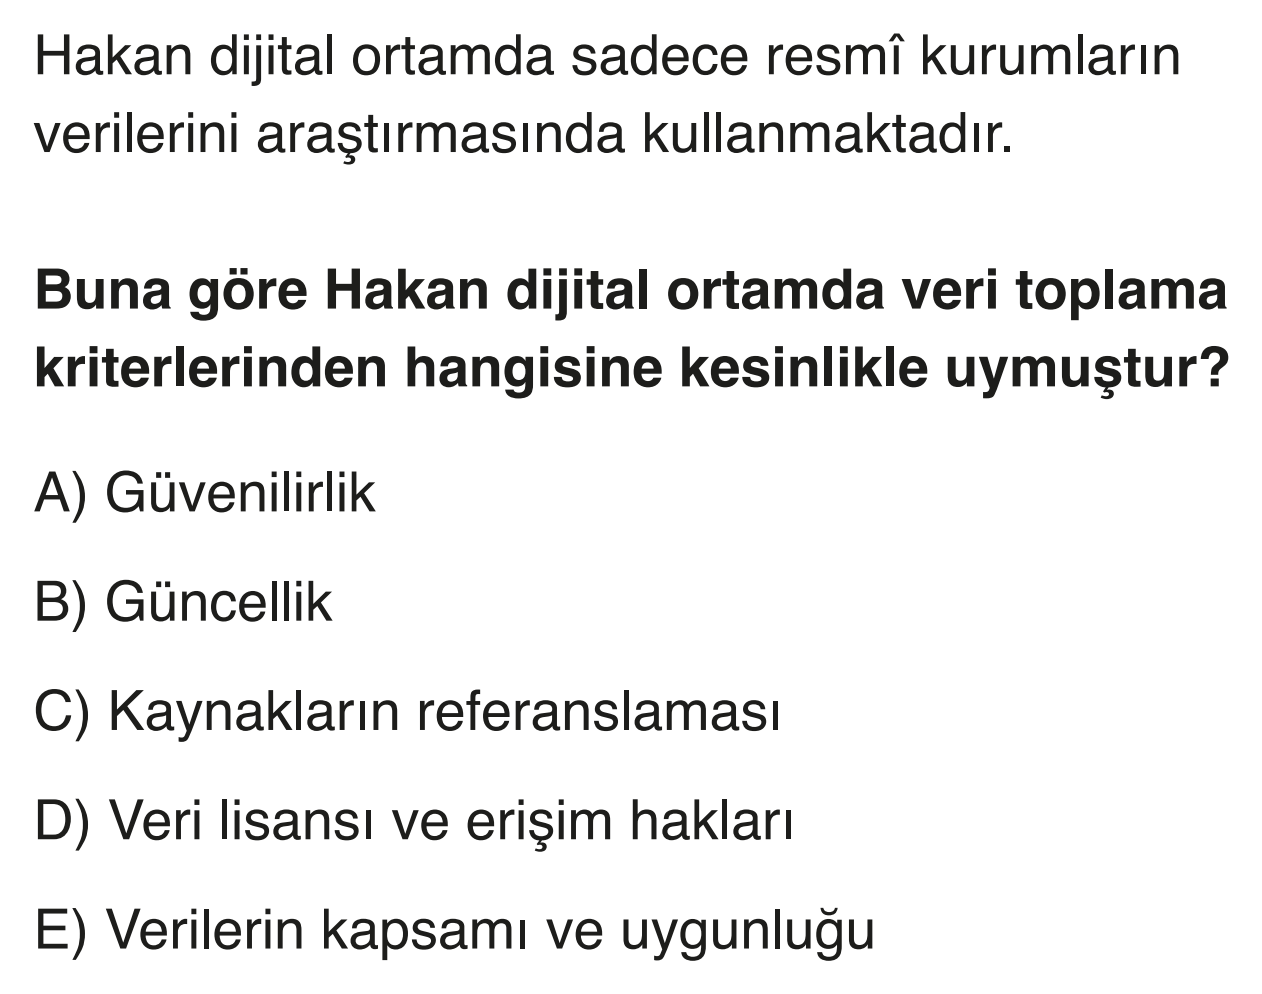 Hakan dijital ortamda sadece resmî kurumların
verilerini araştırmasında kullanmaktadır.
Buna göre Hakan dijital ortamda veri toplama
kriterlerinden hangisine kesinlikle uymuştur?
A) Güvenilirlik
B) Güncellik
C) Kaynakların referanslaması
D) Veri lisansı ve erişim hakları
E) Verilerin kapsamı ve uygunluğu